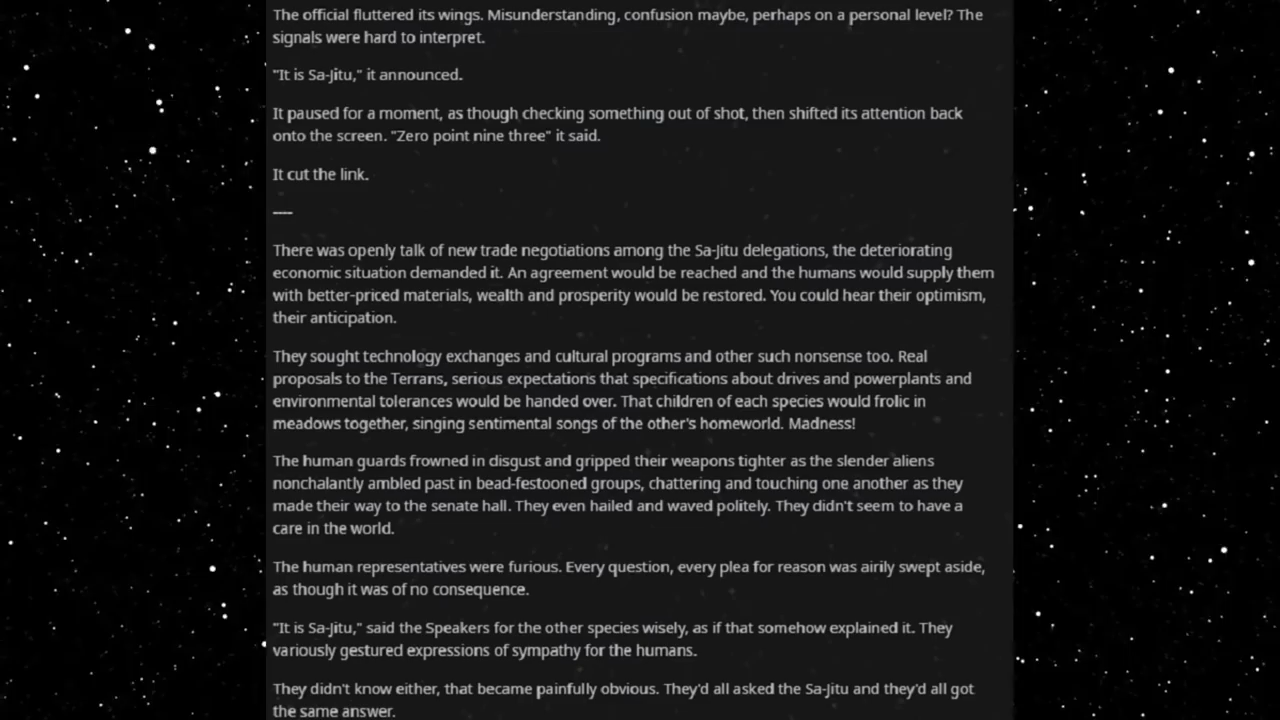 The official fluttered its wings. Misunderstanding, confusion maybe, perhaps on a personal level? The
signals were hard to interpret.
"It is Sa-Jitu," it announced.
It paused for a moment, as though checking something out of shot, then shifted its attention back
onto the screen. "Zero point nine three" it said.
It cut the link.
----
There was openly talk of new trade negotiations among the Sa-Jitu delegations, the deteriorating
economic situation demanded it. An agreement would be reached and the humans would supply them
with better-priced materials, wealth and prosperity would be restored. You could hear their optimism,
their anticipation.
They sought technology exchanges and cultural programs and other such nonsense too. Real
proposals to the Terrans, serious expectations that specifications about drives and powerplants and
environmental tolerances would be handed over. That children of each species would frolic in
meadows together, singing sentimental songs of the other's homeworld. Madness!
The human guards frowned in disgust and gripped their weapons tighter as the slender aliens
nonchalantly ambled past in bead-festooned groups, chattering and touching one another as they
made their way to the senate hall. They even hailed and waved politely. They didn't seem to have a
care in the world.
The human representatives were furious. Every question, every plea for reason was airily swept aside,
as though it was of no consequence.
"It is Sa-Jitu," said the Speakers for the other species wisely, as if that somehow explained it. They
variously gestured expressions of sympathy for the humans.
They didn't know either, that became painfully obvious. They'd all asked the Sa-Jitu and they'd all got
the same answer.